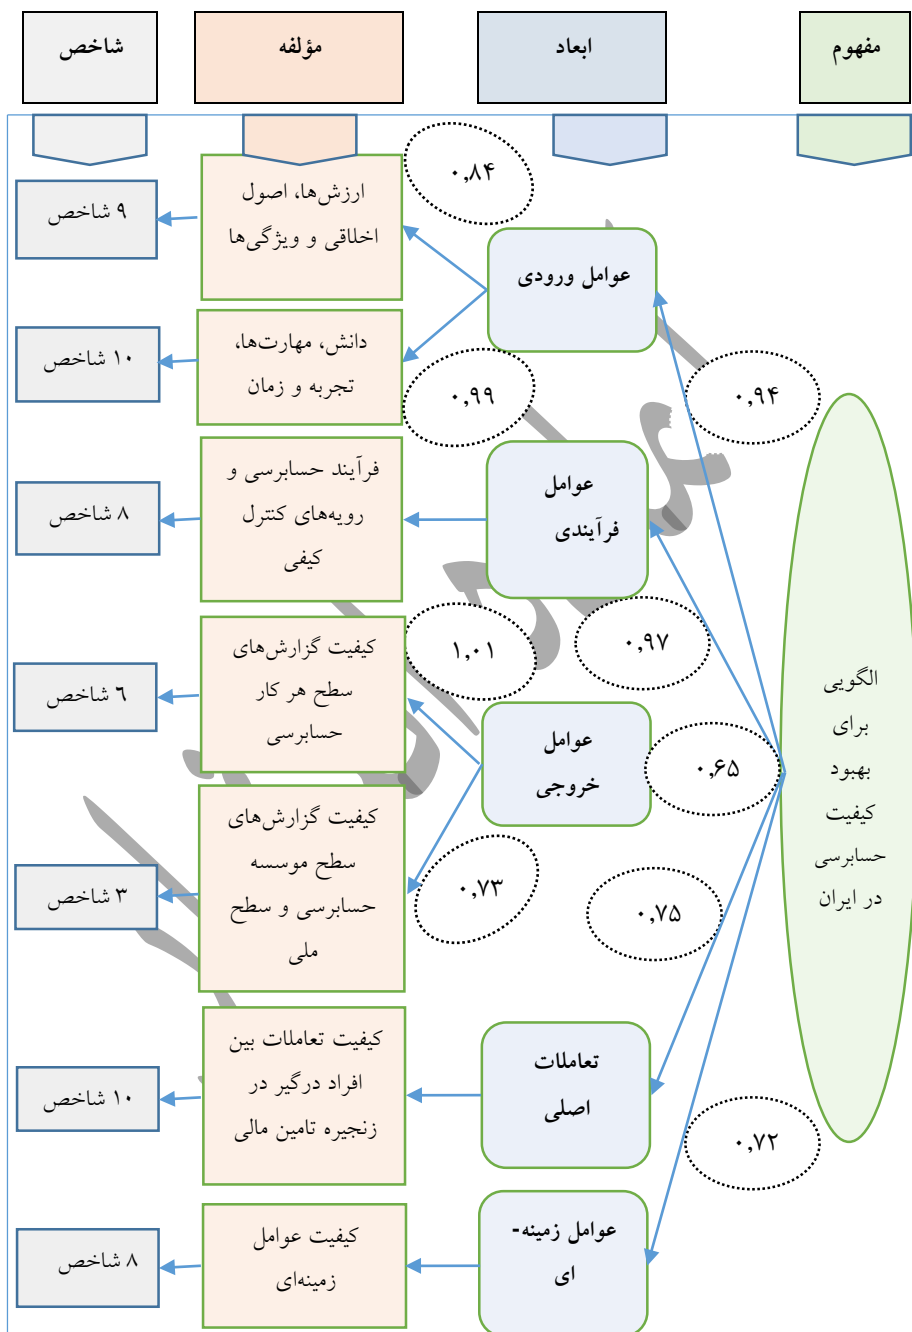 مفهوم
ابعاد
مؤلفه
شاخص
الگویی
برای
بهبود
کیفیت
حسابرسی
در ایران
۰,۹۴
۰,۹۷
۰,۶۵
۰,۷۵
۰,۷۲
عوامل ورودی
۰,۸۴
ارزش‌ها، اصول
اخلاقی و ویژگی‌ها
۹ شاخص
۰,۹۹
دانش، مهارت‌ها،
تجربه و زمان
۱۰ شاخص
عوامل
فرآیندی
فرآیند حسابرسی و
رویه‌های کنترل
کیفی
۸ شاخص
عوامل
خروجی
۱,۰۱
کیفیت گزارش‌های
سطح هر کار
حسابرسی
۶ شاخص
۰,۷۳
کیفیت گزارش‌های
سطح موسسه
حسابرسی و سطح
ملی
۳ شاخص
تعاملات
اصلی
کیفیت تعاملات بین
افراد درگیر در
زنجیره تامین مالی
۱۰ شاخص
عوامل زمینه-
ای
کیفیت عوامل
زمینه‌ای
۸ شاخص